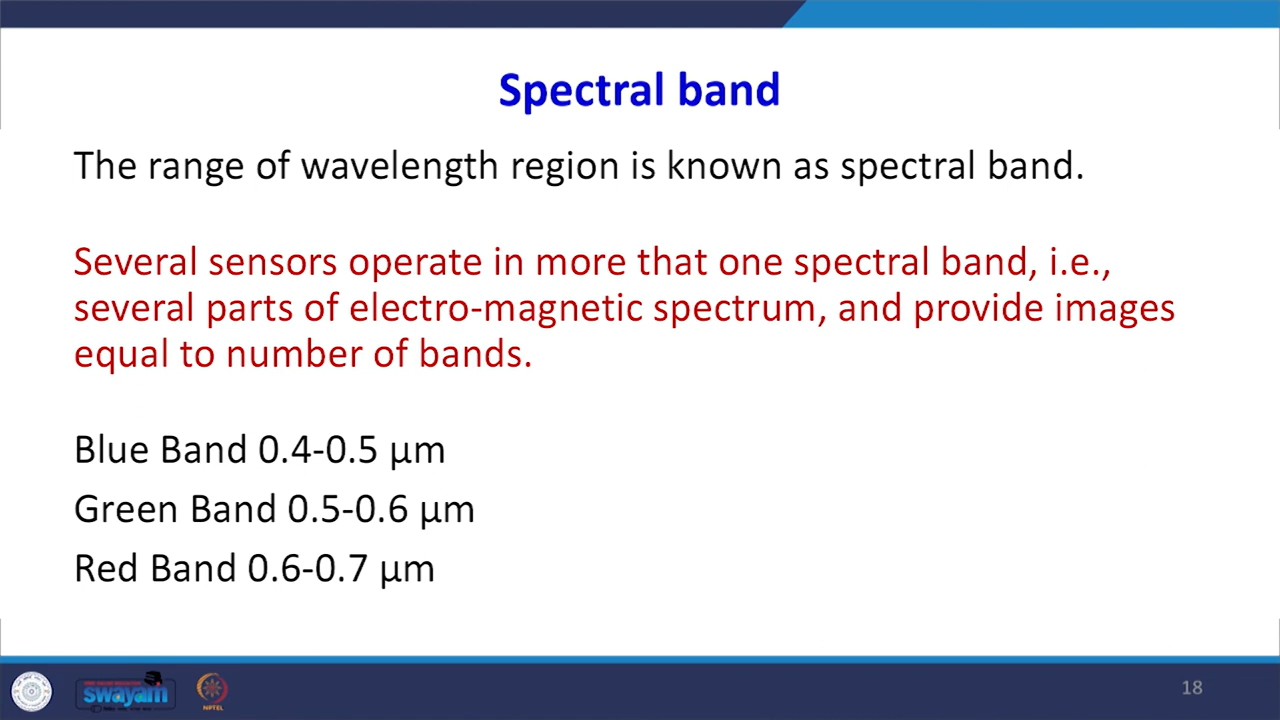 Spectral band
The range of wavelength region is known as spectral band.
Several sensors operate in more that one spectral band, i.e.,
several parts of electro-magnetic spectrum, and provide images
equal to number of bands.
Blue Band 0.4-0.5 µm
Green Band 0.5-0.6 µm
Red Band 0.6-0.7 µm
swayam
NPTEL
18